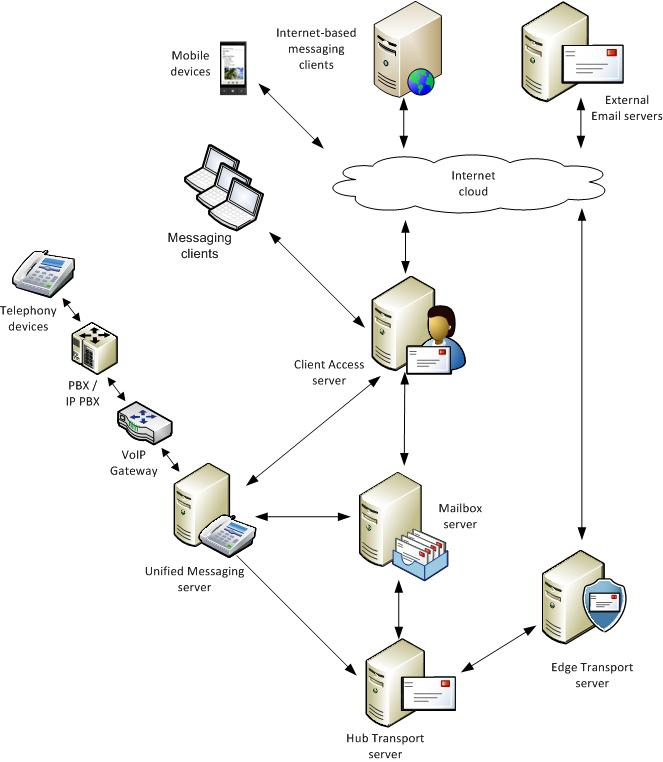 Mobile
devices
Internet-based
messaging
clients
External
Email servers
Internet
cloud
Messaging
clients
Telephony
devices
Client Access
server
PBX /
IP PBX
VoIP
Gateway
Mailbox
server
Unified Messaging
server
Edge Transport
server
Hub Transport
server